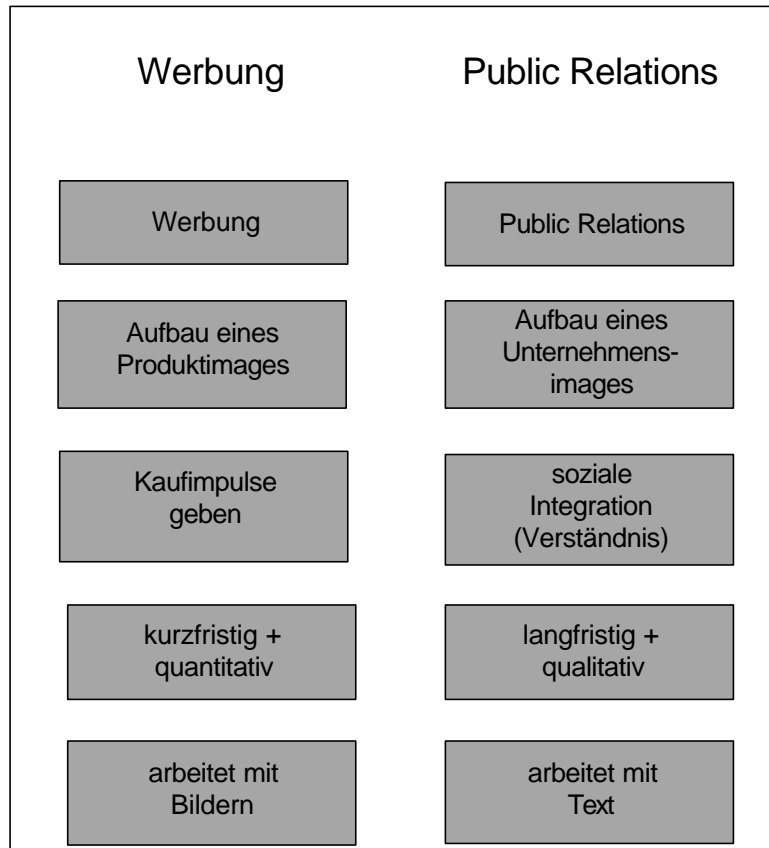 Werbung
Public Relations
Werbung
Public Relations
Aufbau eines
Produktimages
Aufbau eines
Unternehmens-
images
Kaufimpulse
geben
soziale
Integration
(Verständnis)
kurzfristig +
quantitativ
langfristig +
qualitativ
arbeitet mit
Bildern
arbeitet mit
Text